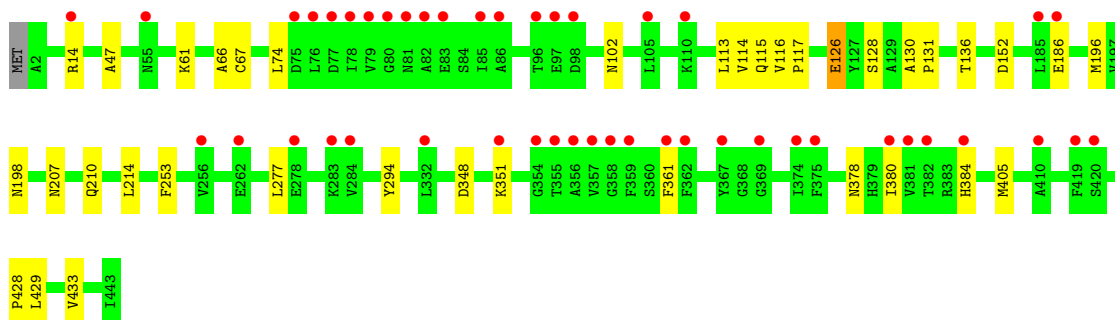 MET A2 R14 A47 N55 K61 A66 C67 L74 D75 L76 D77 I78 V79 G80 N81 A82 E83 S84 I85 A86 T96 E97 D98 N102 L105 K110 L113 V114 Q115 V116 P117 E126 Y127 S128 A129 A130 P131 T136 D152 L185 E186 M196 V197
N198 N207 Q210 L214 F253 V256 E262 L277 E278 K283 V284 Y294 L332 D348 K351 G354 T355 A356 V357 G358 F359 S360 F361 F362 Y367 G368 G369 I374 F375 N378 H379 I380 V381 T382 R383 H384 M405 A410 F419 S420
P428 L429 V433 I443